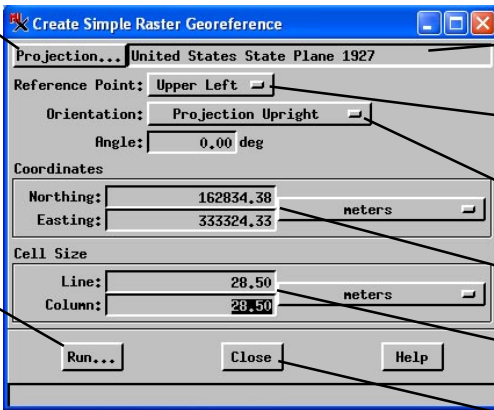 Create Simple Raster Georeference
Projection... United States State Plane 1927
Reference Point: Upper Left
Orientation: Projection Upright
Angle: 0.00 deg
Coordinates
Northing: 162834.38
meters
Easting: 333324.33
Cell Size
Line: 28.50
meters
Column: 28.50
Run... Close Help